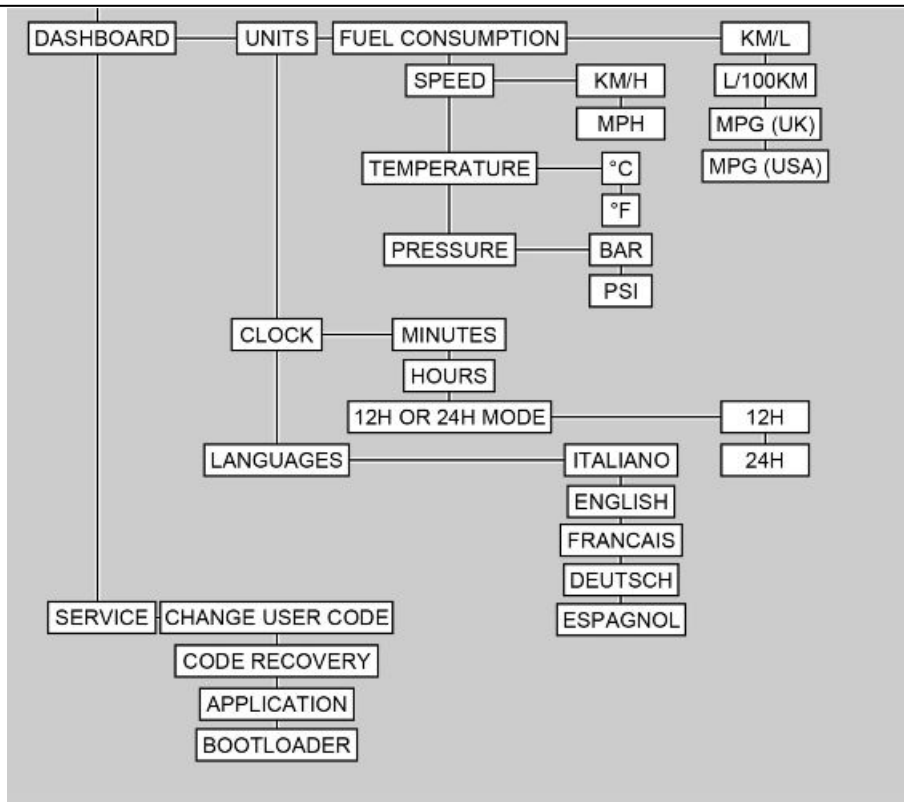 DASHBOARD UNITS FUEL CONSUMPTION KM/L
SPEED KM/H L/100KM
MPH MPG (UK)
TEMPERATURE °C MPG (USA)
°F
PRESSURE BAR
PSI
CLOCK MINUTES
HOURS
12H OR 24H MODE 12H
LANGUAGES ITALIANO 24H
ENGLISH
FRANCAIS
DEUTSCH
SERVICE CHANGE USER CODE ESPAGNOL
CODE RECOVERY
APPLICATION
BOOTLOADER